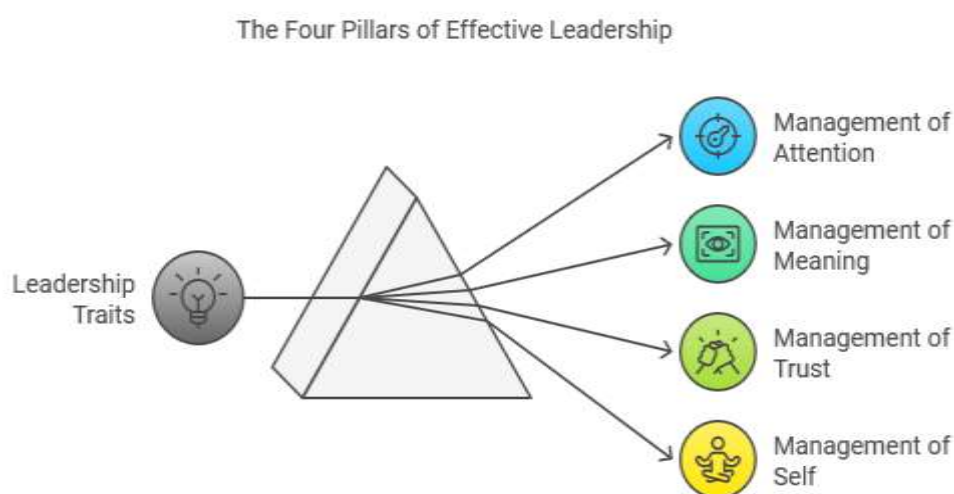 The Four Pillars of Effective Leadership
Leadership
Traits
Management of
Attention
Management of
Meaning
Management of
Trust
Management of
Self